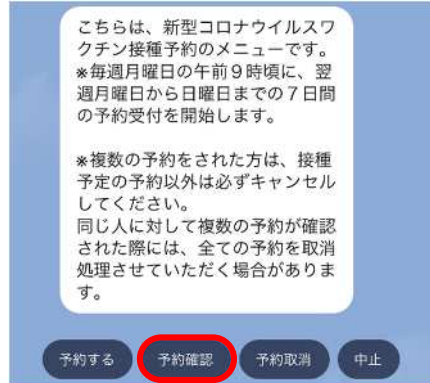 こちらは、新型コロナウイルスワ
クチン接種予約のメニューです。
※毎週月曜日の午前9時頃に、翌
週月曜日から日曜日までの7日間
の予約受付を開始します。
※複数の予約をされた方は、接種
予定の予約以外は必ずキャンセル
してください。
同じ人に対して複数の予約が確認
された際には、全ての予約を取消
処理させていただく場合がありま
す。
予約する 予約確認 予約取消 中止